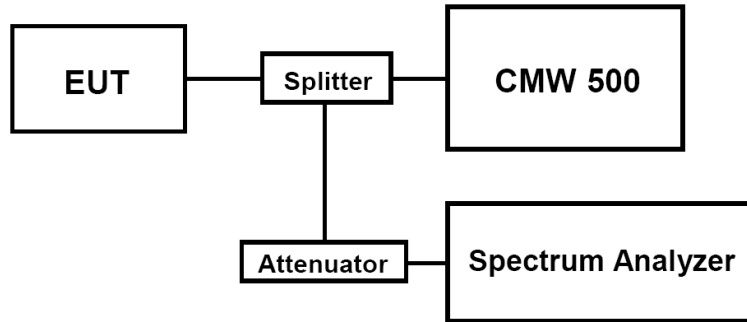 EUT
Splitter
CMW 500
Attenuator
Spectrum Analyzer